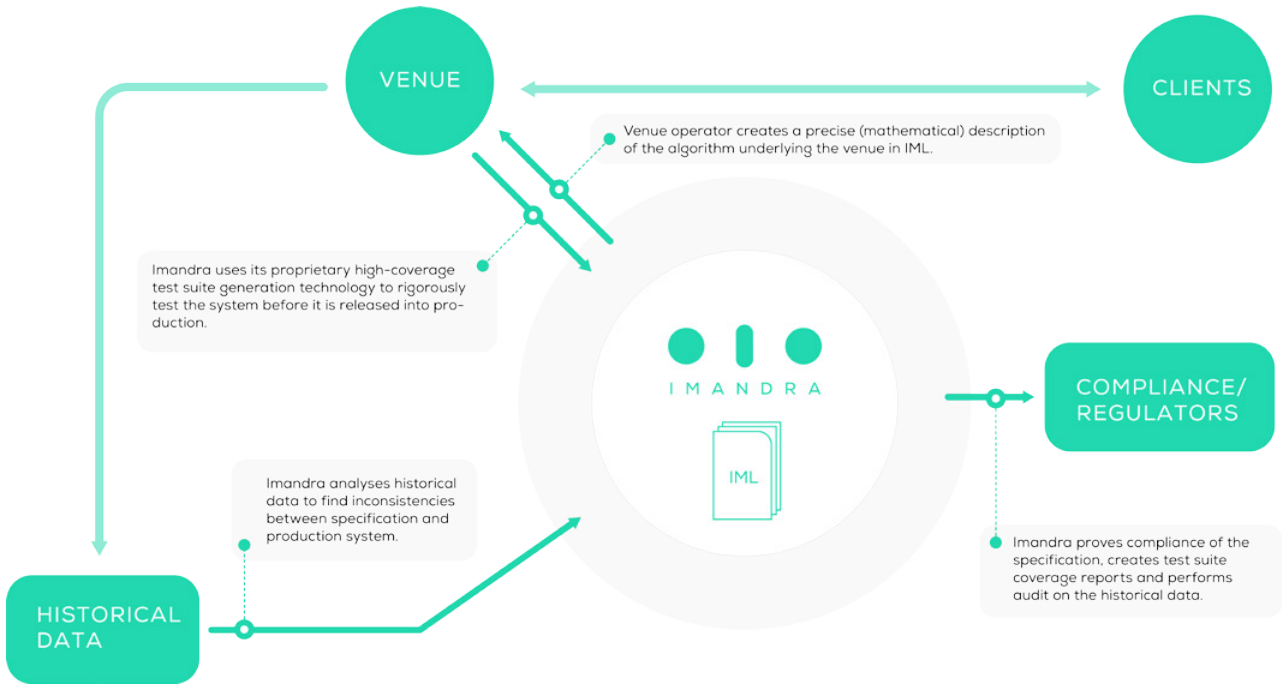 VENUE
CLIENTS
Venue operator creates a precise (mathematical) description
of the algorithm underlying the venue in IML.
Imandra uses its proprietary high-coverage
test suite generation technology to rigorously
test the system before it is released into pro-
duction.
IMANDRA
IML
COMPLIANCE/
REGULATORS
Imandra analyses historical
data to find inconsistencies
between specification and
production system.
Imandra proves compliance of the
specification, creates test suite
coverage reports and performs
audit on the historical data.
HISTORICAL
DATA